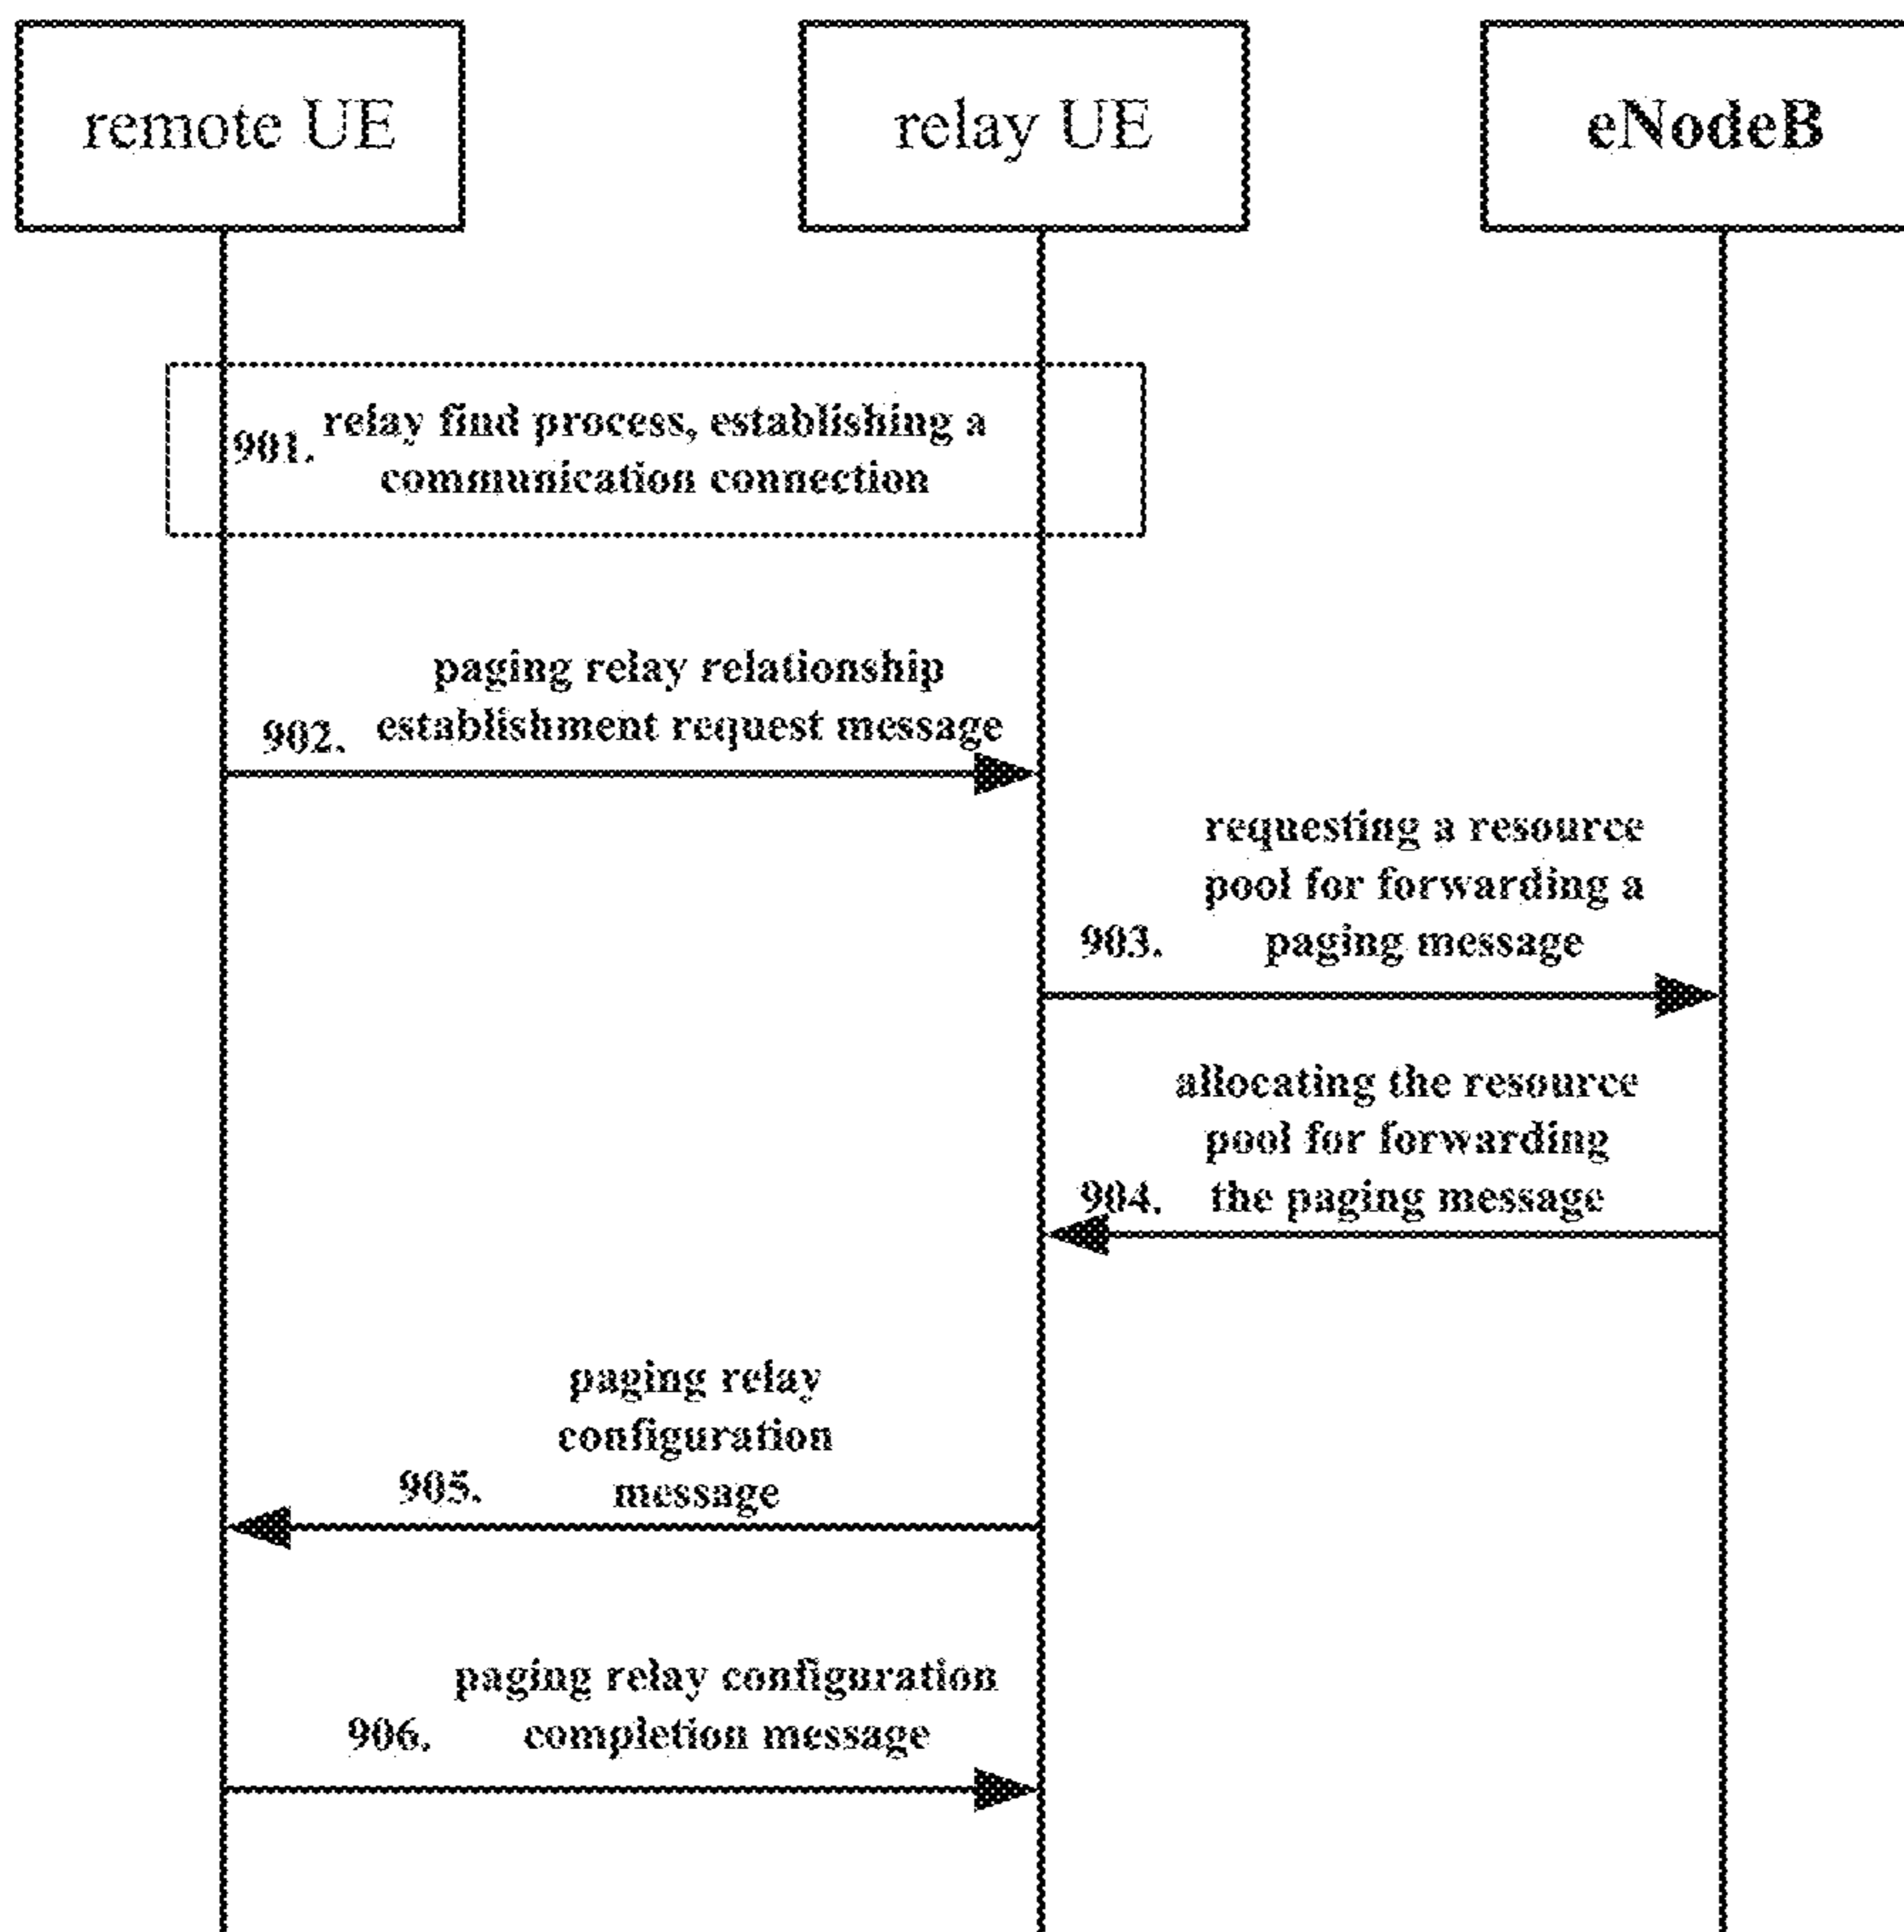 remote UE
relay UE
eNodeB
901. relay find process, establishing a
communication connection
paging relay relationship
902. establishment request message
requesting a resource
pool for forwarding a
903. paging message
allocating the resource
pool for forwarding
904. the paging message
paging relay
configuration
905. message
paging relay configuration
906. completion message